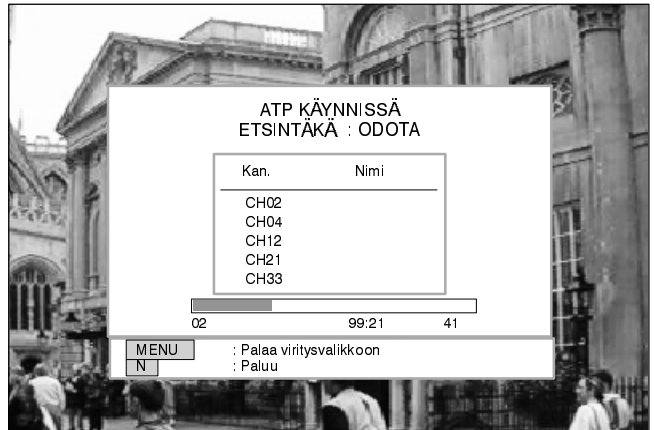 ATP KÄYNNISSÄ
ETSINTÄKÄ : ODOTA
Kan. Nimi
CH02
CH04
CH12
CH21
CH33
02 99:21 41
MENU : Palaa viritysvalikkoon
N : Paluu